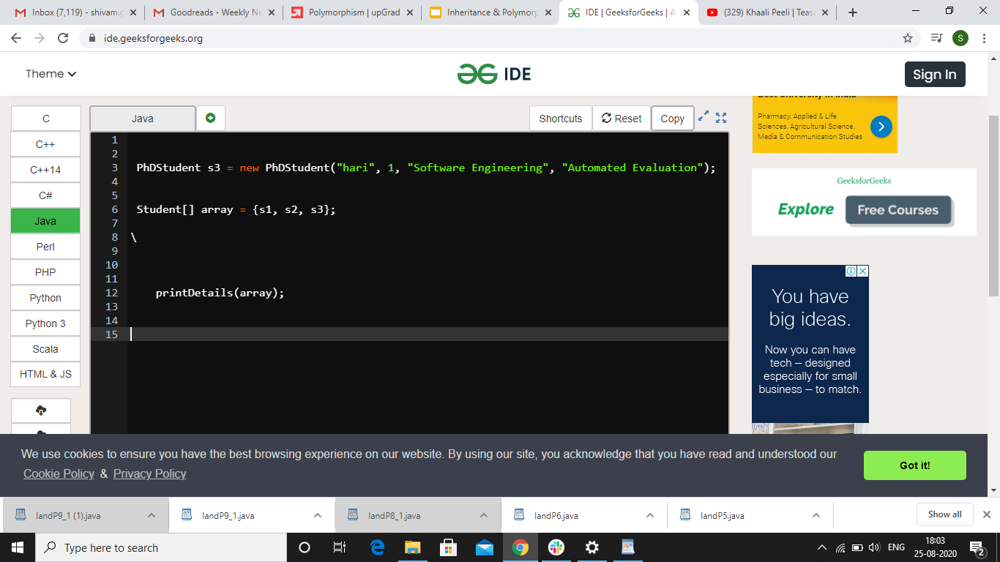 Inbox (7,119) - shivam.g
Goodreads - Weekly Ne
Polymorphism | upGrad
Inheritance & Polymorp
IDE | GeeksforGeeks | A
(329) Khaali Peeli | Teas
ide.geeksforgeeks.org
S
Theme
IDE
Sign In
C
C++
C++14
C#
Java
Perl
PHP
Python
Python 3
Scala
HTML & JS
Java
Shortcuts
Reset
Copy
1
2
3 PhDStudent s3 = new PhDStudent("hari", 1, "Software Engineering", "Automated Evaluation");
4
5
6 Student[] array = {s1, s2, s3};
7
8 \
9
10
11
12 printDetails(array);
13
14
15
Best University in India
Pharmacy, Applied & Life
Sciences, Agricultural Science,
Media & Communication Studies
GeeksforGeeks
Explore Free Courses
You have
big ideas.
Now you can have
tech – designed
especially for small
business – to match.
We use cookies to ensure you have the best browsing experience on our website. By using our site, you acknowledge that you have read and understood our
Cookie Policy & Privacy Policy
Got it!
landP9_1 (1).java
landP9_1.java
landP8_1.java
landP6.java
landP5.java
Show all
Type here to search
ENG
18:03
25-08-2020
2